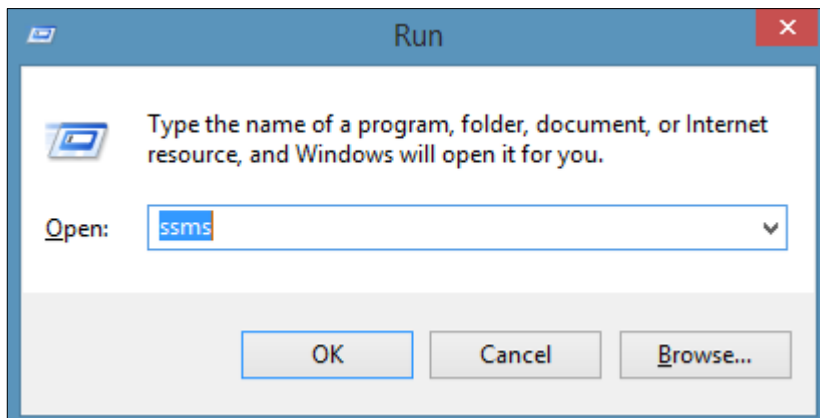 Run
Type the name of a program, folder, document, or Internet
resource, and Windows will open it for you.
Open: ssms
OK Cancel Browse...